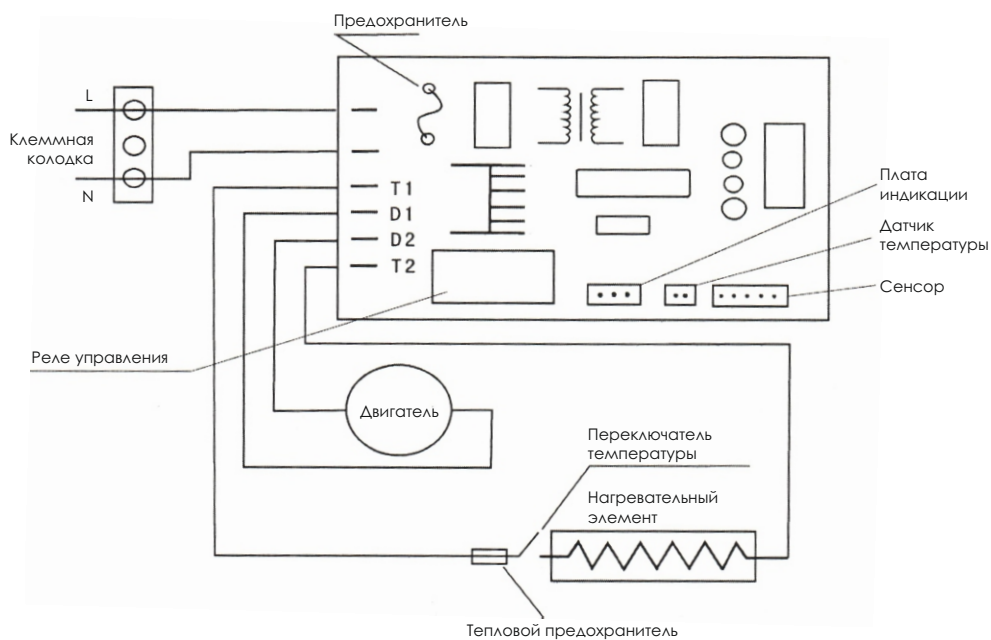 Предохранитель
L
Клеммная
колодка
N
T1
D1
D2
T2
Плата
индикации
Датчик
температуры
Сенсор
Реле управления
Двигатель
Переключатель
температуры
Нагревательный
элемент
Тепловой предохранитель